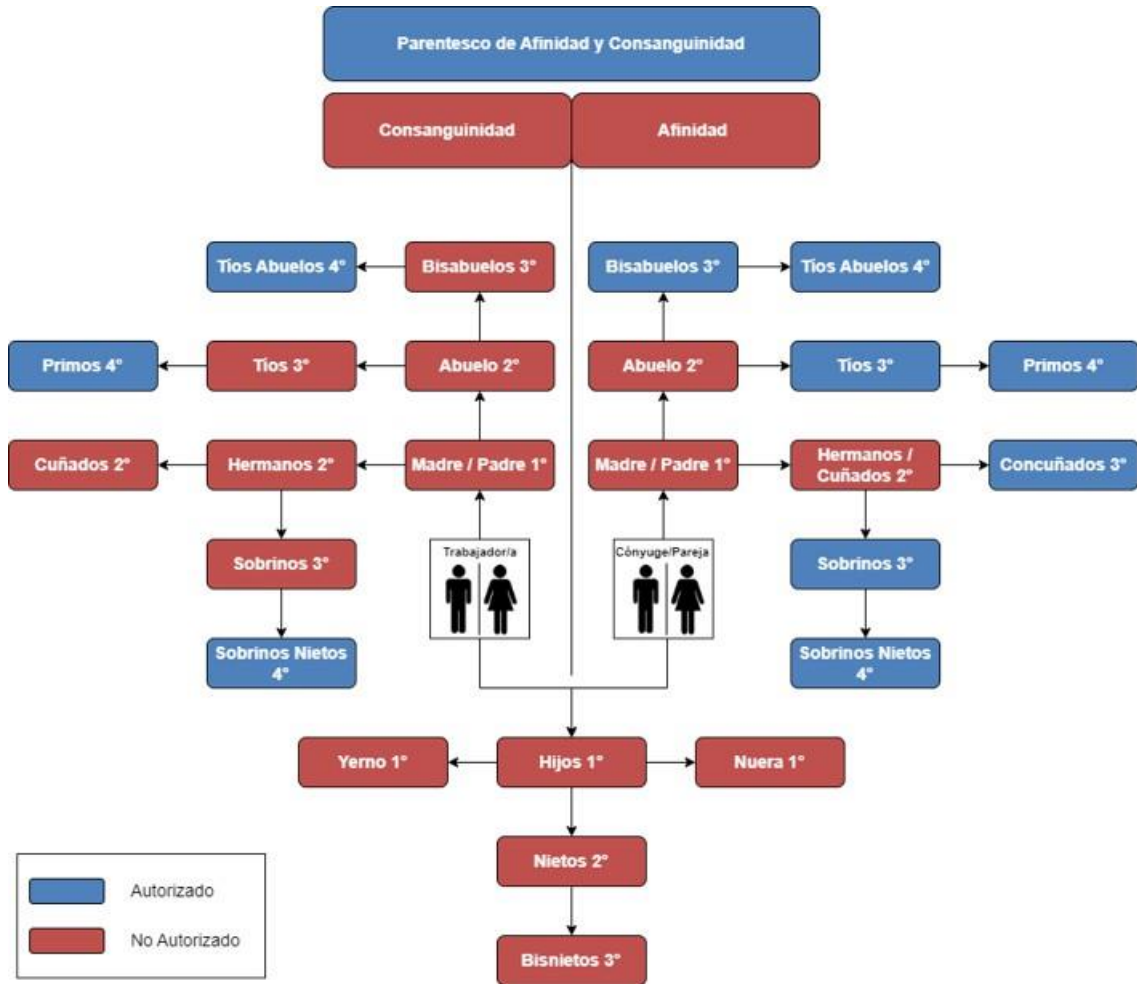 Parentesco de Afinidad y Consanguinidad
Consanguinidad
Afinidad
Tíos Abuelos 4°
Bisabuelos 3°
Bisabuelos 3°
Tíos Abuelos 4°
Primos 4°
Tíos 3°
Abuelo 2°
Abuelo 2°
Tíos 3°
Primos 4°
Cuñados 2°
Hermanos 2°
Madre / Padre 1°
Madre / Padre 1°
Hermanos /
Cuñados 2°
Concuñados 3°
Sobrinos 3°
Trabajador/a
Cónyuge/Pareja
Sobrinos 3°
Sobrinos Nietos
4°
Sobrinos Nietos
4°
Yerno 1°
Hijos 1°
Nuera 1°
Nietos 2°
Bisnietos 3°
Autorizado
No Autorizado